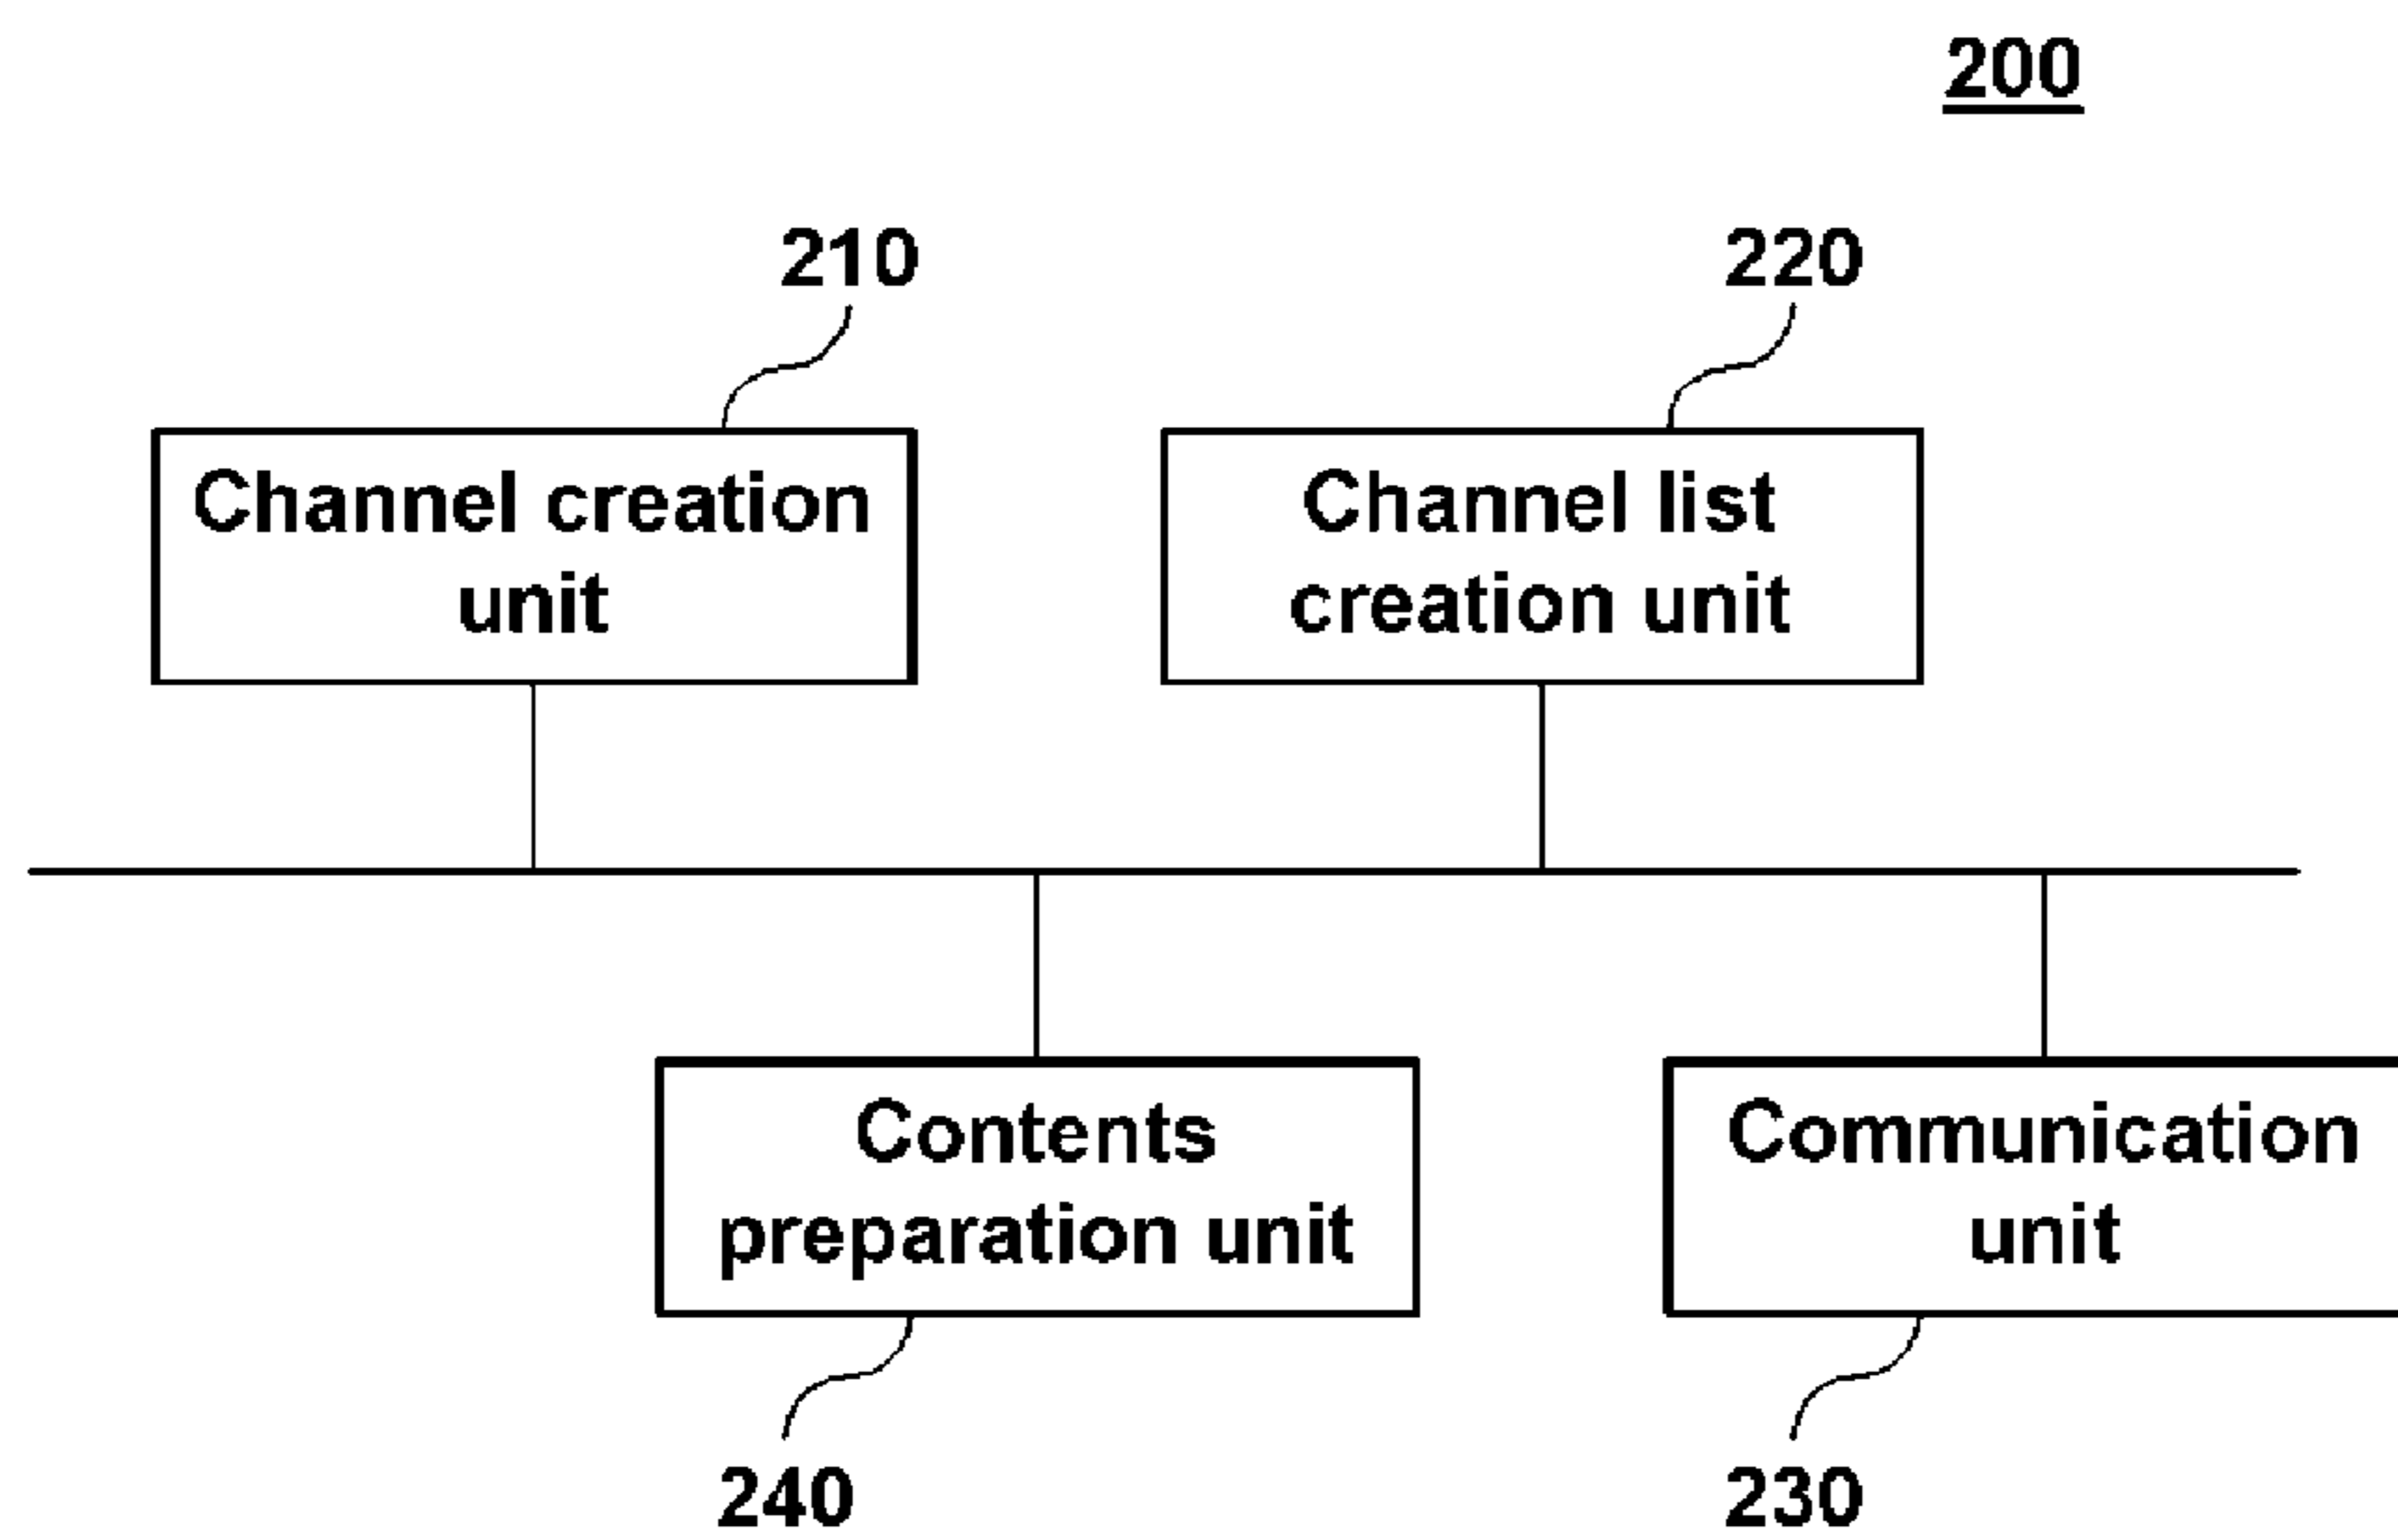 200
210
220
Channel creation
unit
Channel list
creation unit
Contents
preparation unit
Communication
unit
240
230